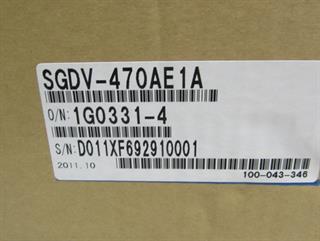 SGDV-470AE1A
O/N: 1G0331-4
S/N: D011XF692910001
2011.10
100-043-346